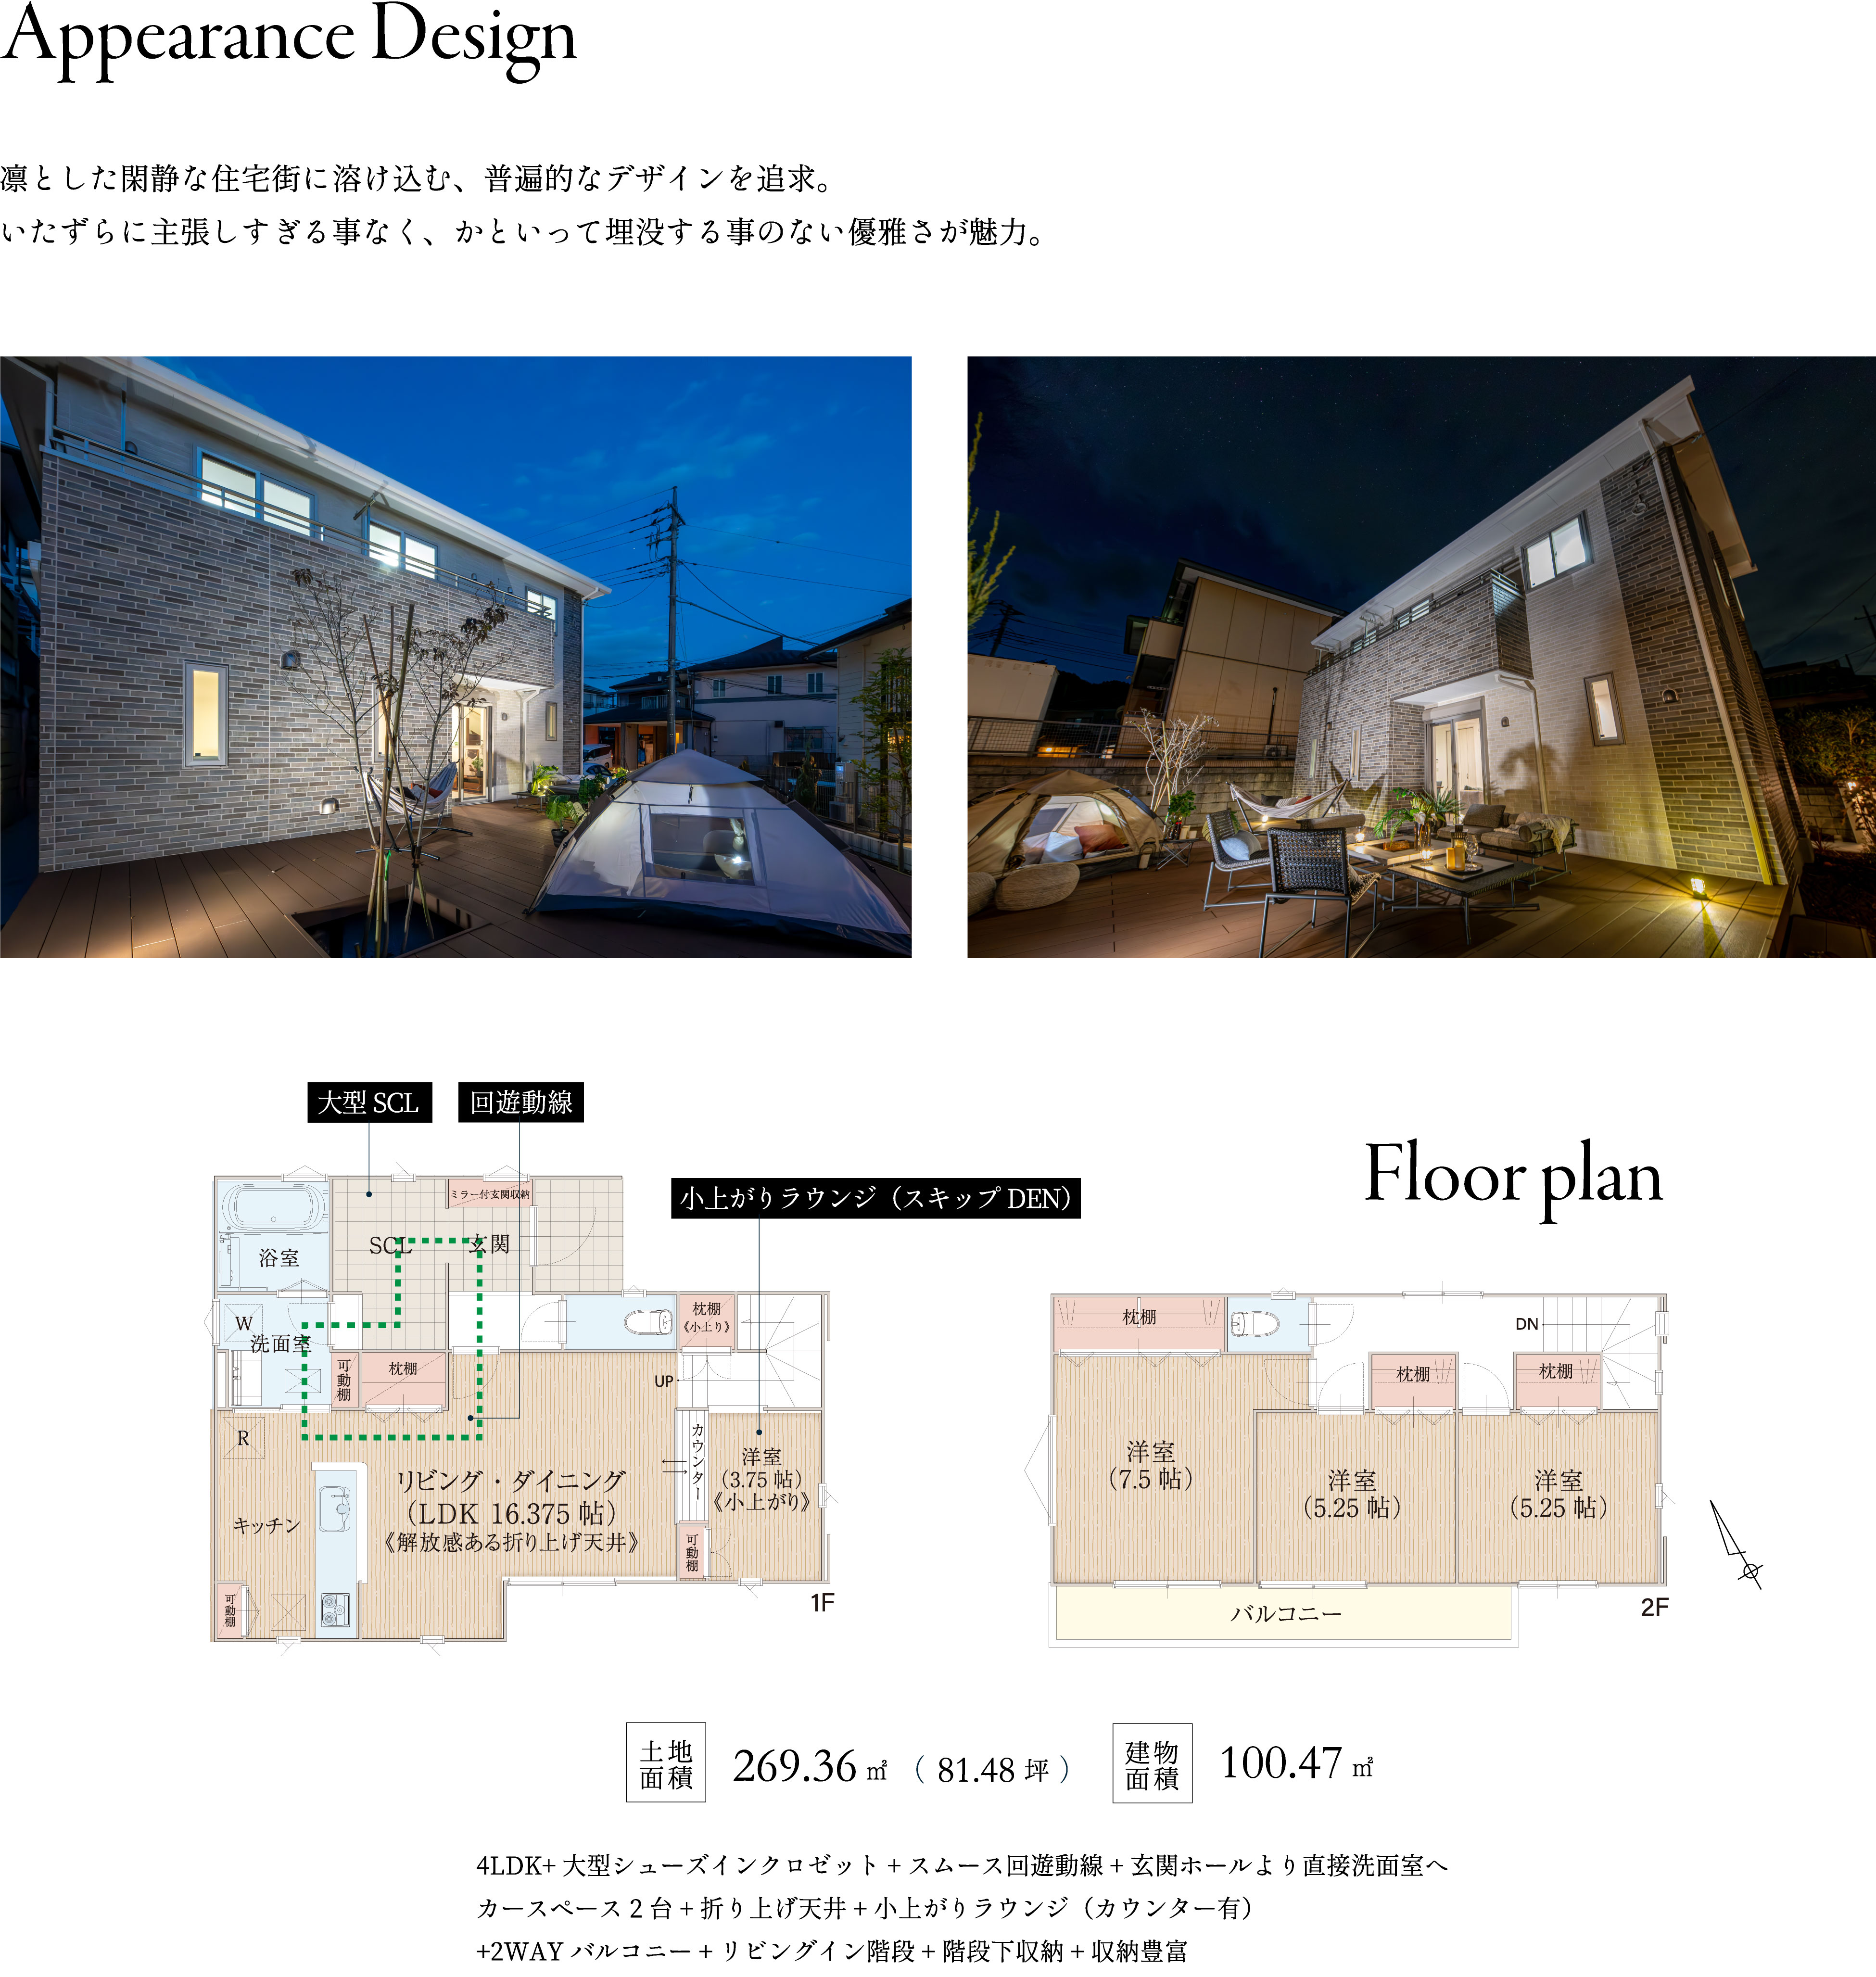 Appearance Design
凛とした閑静な住宅街に溶け込む、普遍的なデザインを追求。
いたずらに主張しすぎる事なく、かといって埋没する事のない優雅さが魅力。
大型 SCL
回遊動線
小上がりラウンジ（スキップ DEN）
Floor plan
ミラー付玄関収納
SCL
玄関
浴室
W
洗面室
可動棚
枕棚
枕棚
《小上り》
UP
R
カウンター
洋室
（3.75 帖）
《小上がり》
リビング・ダイニング
（LDK 16.375 帖）
《解放感ある折り上げ天井》
キッチン
可動棚
可動棚
1F
枕棚
DN
枕棚
枕棚
洋室
（7.5 帖）
洋室
（5.25 帖）
洋室
（5.25 帖）
バルコニー
2F
土地
面積
269.36 ㎡ （ 81.48 坪 ）
建物
面積
100.47 ㎡
4LDK+ 大型シューズインクロゼット + スムース回遊動線 + 玄関ホールより直接洗面室へ
カースペース 2 台 + 折り上げ天井 + 小上がりラウンジ（カウンター有）
+2WAY バルコニー + リビングイン階段 + 階段下収納 + 収納豊富